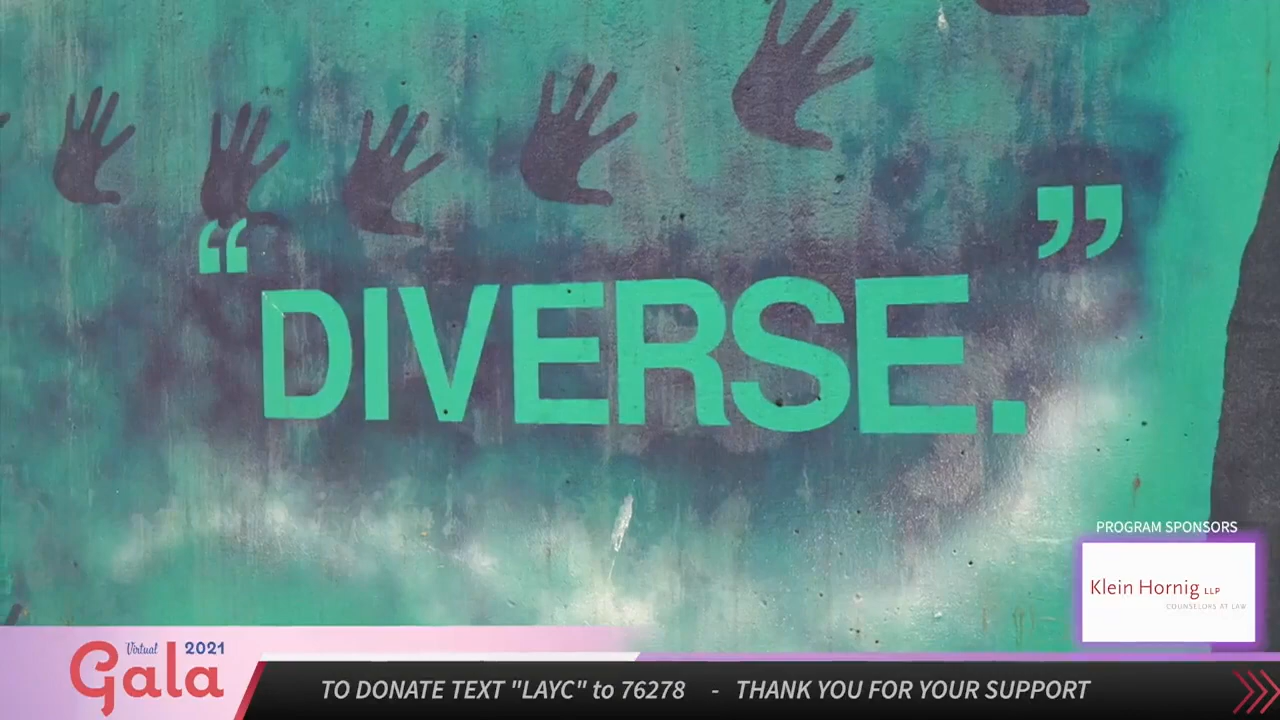 “DIVERSE.”
PROGRAM SPONSORS
Klein Hornig LLP
COUNSELORS AT LAW
Virtual 2021
Gala
TO DONATE TEXT "LAYC" to 76278 - THANK YOU FOR YOUR SUPPORT